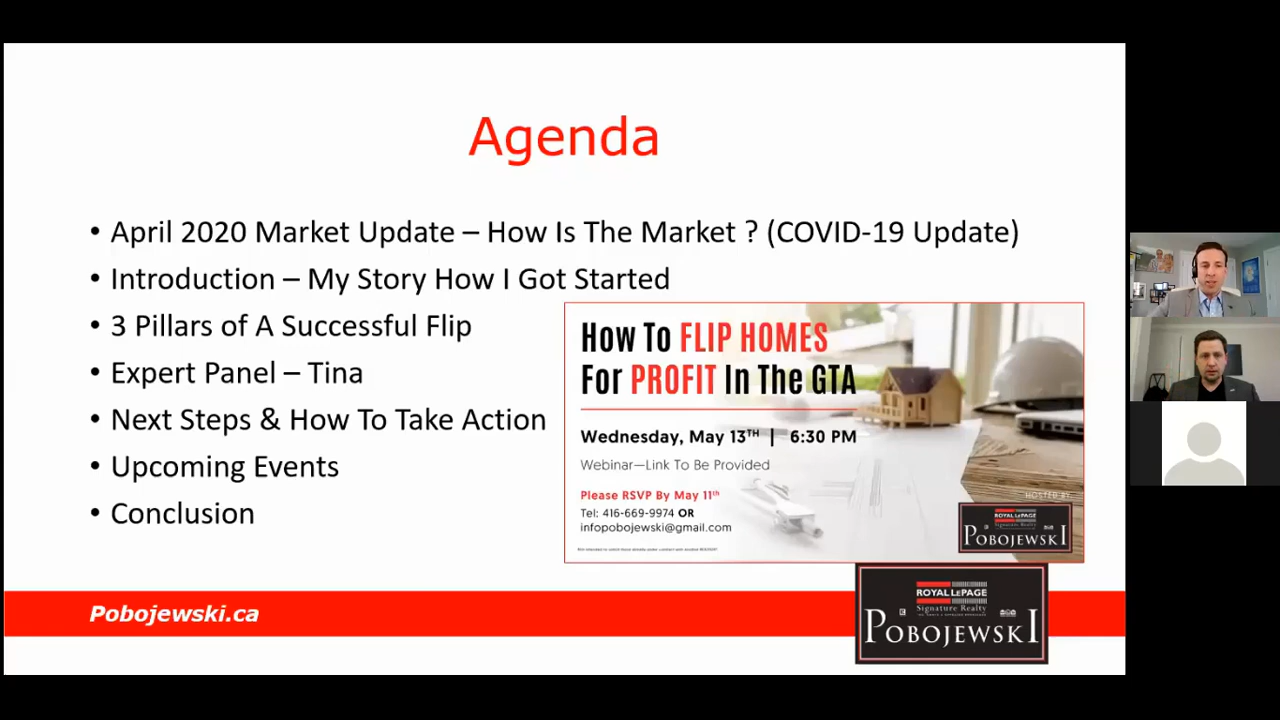 Agenda
• April 2020 Market Update – How Is The Market ? (COVID-19 Update)
• Introduction – My Story How I Got Started
• 3 Pillars of A Successful Flip
• Expert Panel – Tina
• Next Steps & How To Take Action
• Upcoming Events
• Conclusion
How To FLIP HOMES
For PROFIT In The GTA
Wednesday, May 13TH | 6:30 PM
Webinar—Link To Be Provided
Please RSVP By May 11th
Tel: 416-669-9974 OR
infopobojewski@gmail.com
HOSTED BY:
ROYAL LEPAGE
Signature Realty
POBOJEWSKI
Pobojewski.ca
ROYAL LEPAGE
Signature Realty
POBOJEWSKI